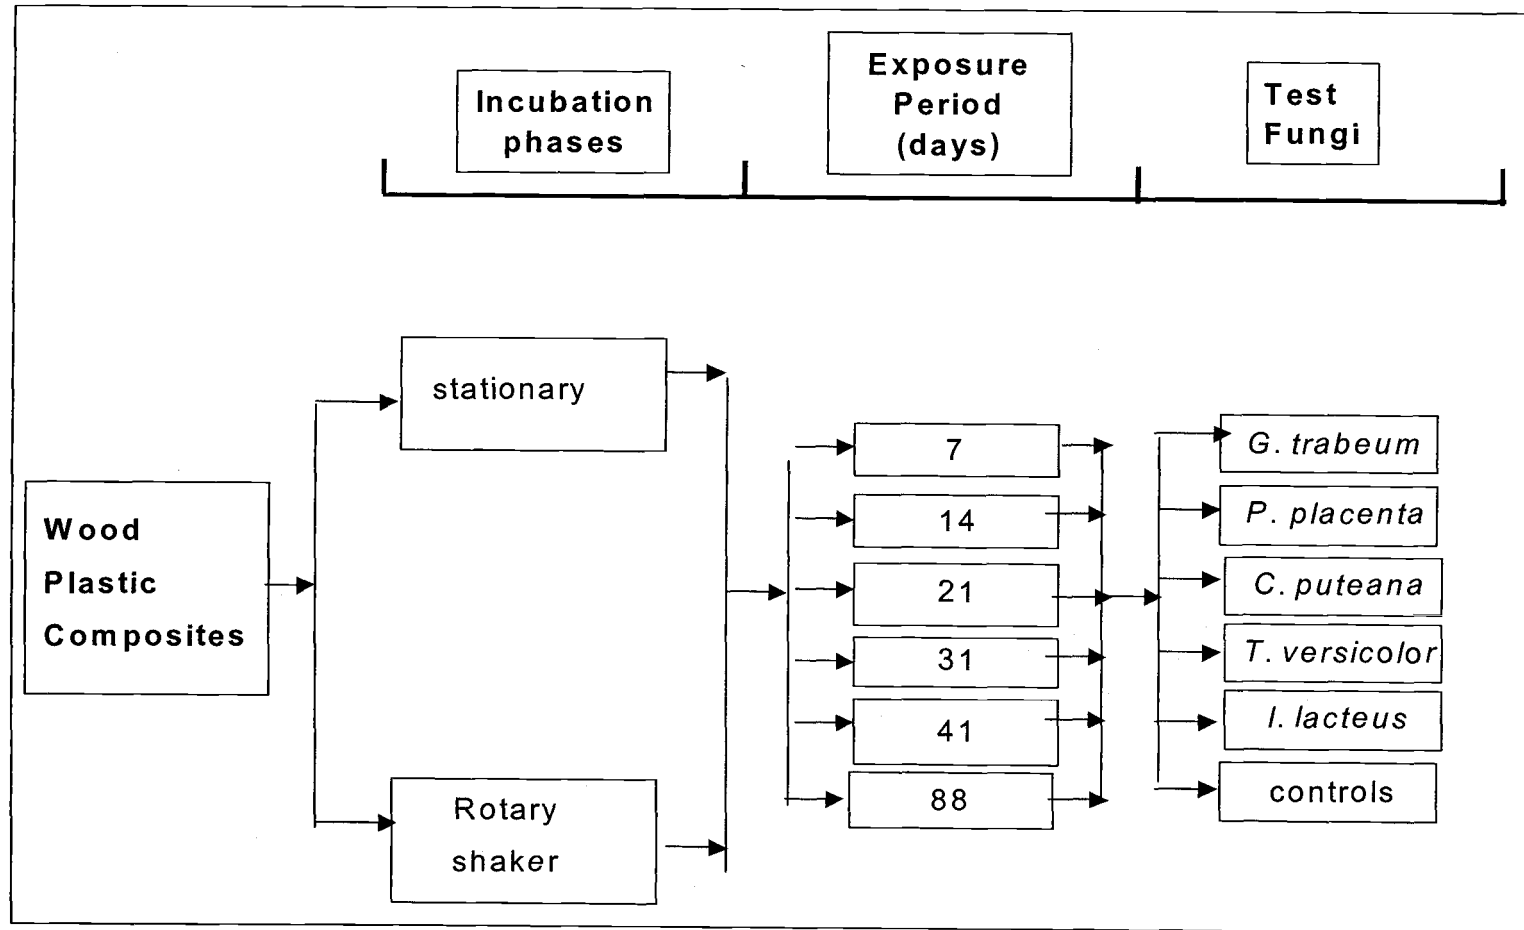 Incubation
phases
Exposure
Period
(days)
Test
Fungi
Wood
Plastic
Composites
stationary
Rotary
shaker
7
14
21
31
41
88
G. trabeum
P. placenta
C. puteana
T. versicolor
I. lacteus
controls